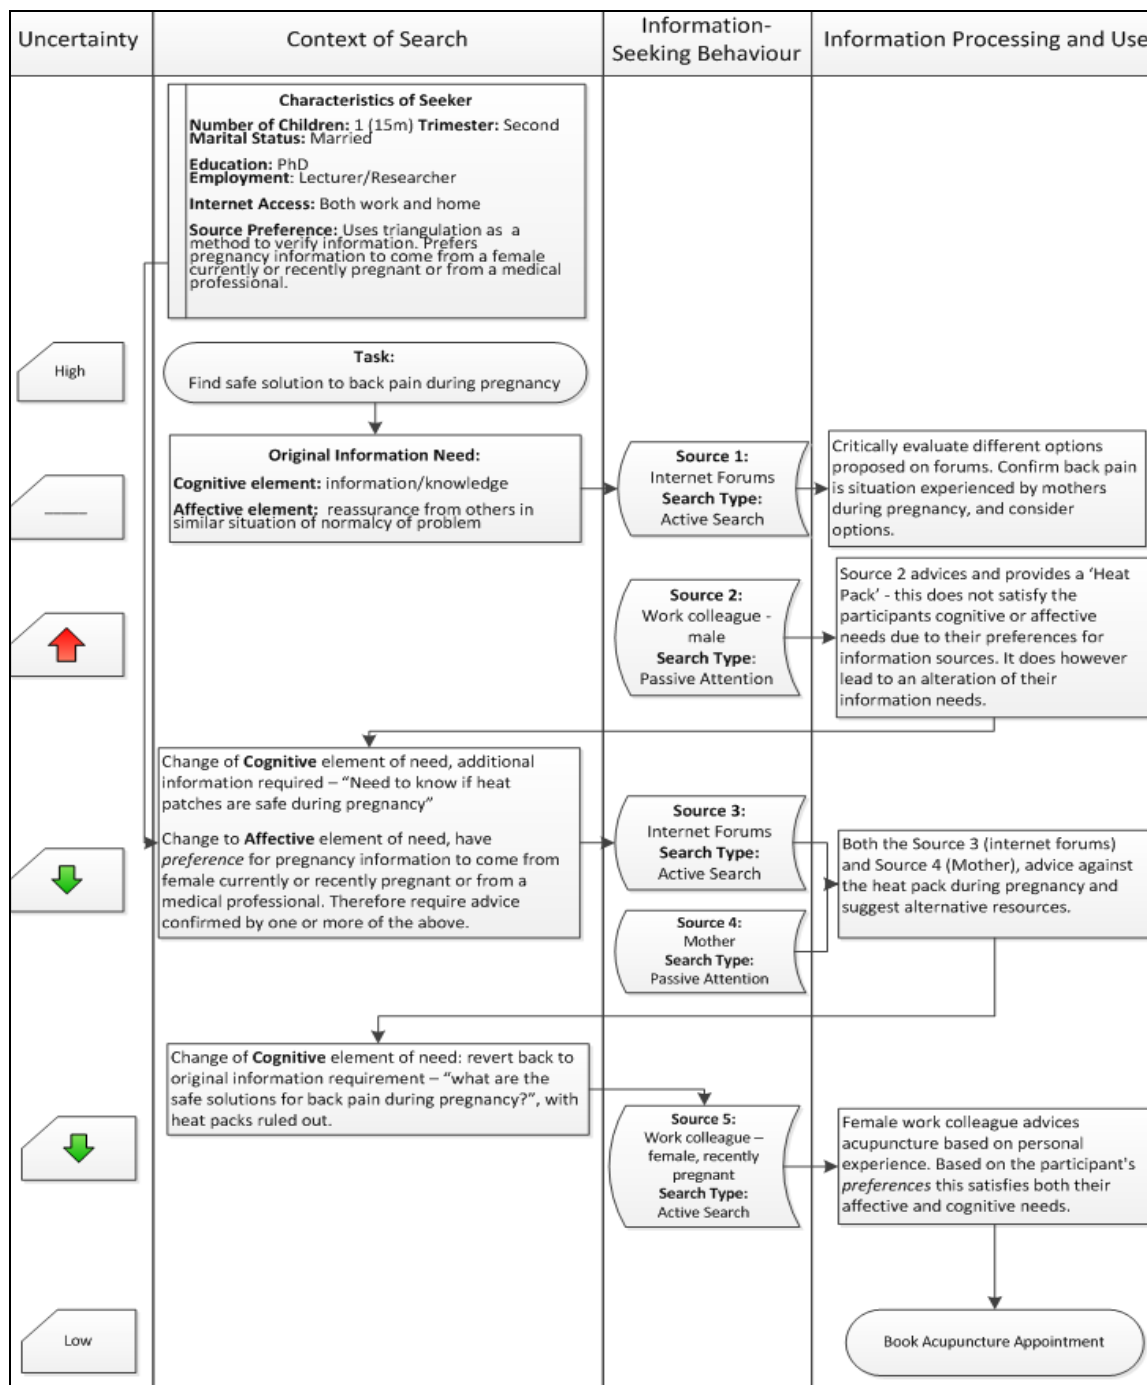 Uncertainty
Context of Search
Information-
Seeking Behaviour
Information Processing and Use
Characteristics of Seeker
Number of Children: 1 (15m) Trimester: Second
Marital Status: Married
Education: PhD
Employment: Lecturer/Researcher
Internet Access: Both work and home
Source Preference: Uses triangulation as a
method to verify information. Prefers
pregnancy information to come from a female
currently or recently pregnant or from a medical
professional.
High
Task:
Find safe solution to back pain during pregnancy
Original Information Need:
Cognitive element: information/knowledge
Affective element: reassurance from others in
similar situation of normalcy of problem
Source 1:
Internet Forums
Search Type:
Active Search
Critically evaluate different options
proposed on forums. Confirm back pain
is situation experienced by mothers
during pregnancy, and consider
options.
Source 2:
Work colleague -
male
Search Type:
Passive Attention
Source 2 advices and provides a ‘Heat
Pack’ - this does not satisfy the
participants cognitive or affective
needs due to their preferences for
information sources. It does however
lead to an alteration of their
information needs.
Change of Cognitive element of need, additional
information required – “Need to know if heat
patches are safe during pregnancy”
Change to Affective element of need, have
preference for pregnancy information to come from
female currently or recently pregnant or from a
medical professional. Therefore require advice
confirmed by one or more of the above.
Source 3:
Internet Forums
Search Type:
Active Search
Source 4:
Mother
Search Type:
Passive Attention
Both the Source 3 (internet forums)
and Source 4 (Mother), advice against
the heat pack during pregnancy and
suggest alternative resources.
Change of Cognitive element of need: revert back to
original information requirement – “what are the
safe solutions for back pain during pregnancy?”, with
heat packs ruled out.
Source 5:
Work colleague –
female, recently
pregnant
Search Type:
Active Search
Female work colleague advices
acupuncture based on personal
experience. Based on the participant's
preferences this satisfies both their
affective and cognitive needs.
Low
Book Acupuncture Appointment